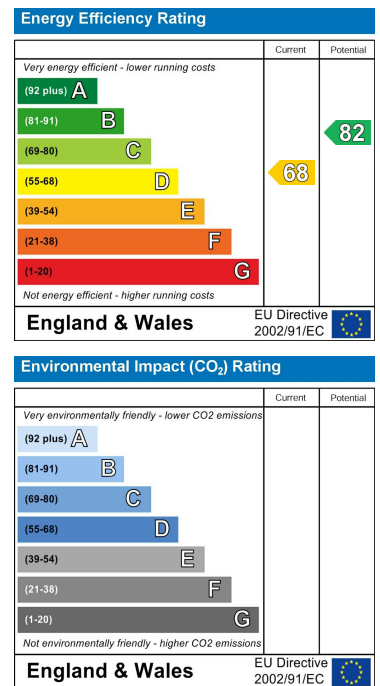 Energy Efficiency Rating
Current Potential
Very energy efficient - lower running costs
(92 plus) A
(81-91) B
(69-80) C
(55-68) D
(39-54) E
(21-38) F
(1-20) G
68
82
Not energy efficient - higher running costs
England & Wales
EU Directive
2002/91/EC
Environmental Impact (CO₂) Rating
Current Potential
Very environmentally friendly - lower CO2 emissions
(92 plus) A
(81-91) B
(69-80) C
(55-68) D
(39-54) E
(21-38) F
(1-20) G
Not environmentally friendly - higher CO2 emissions
England & Wales
EU Directive
2002/91/EC